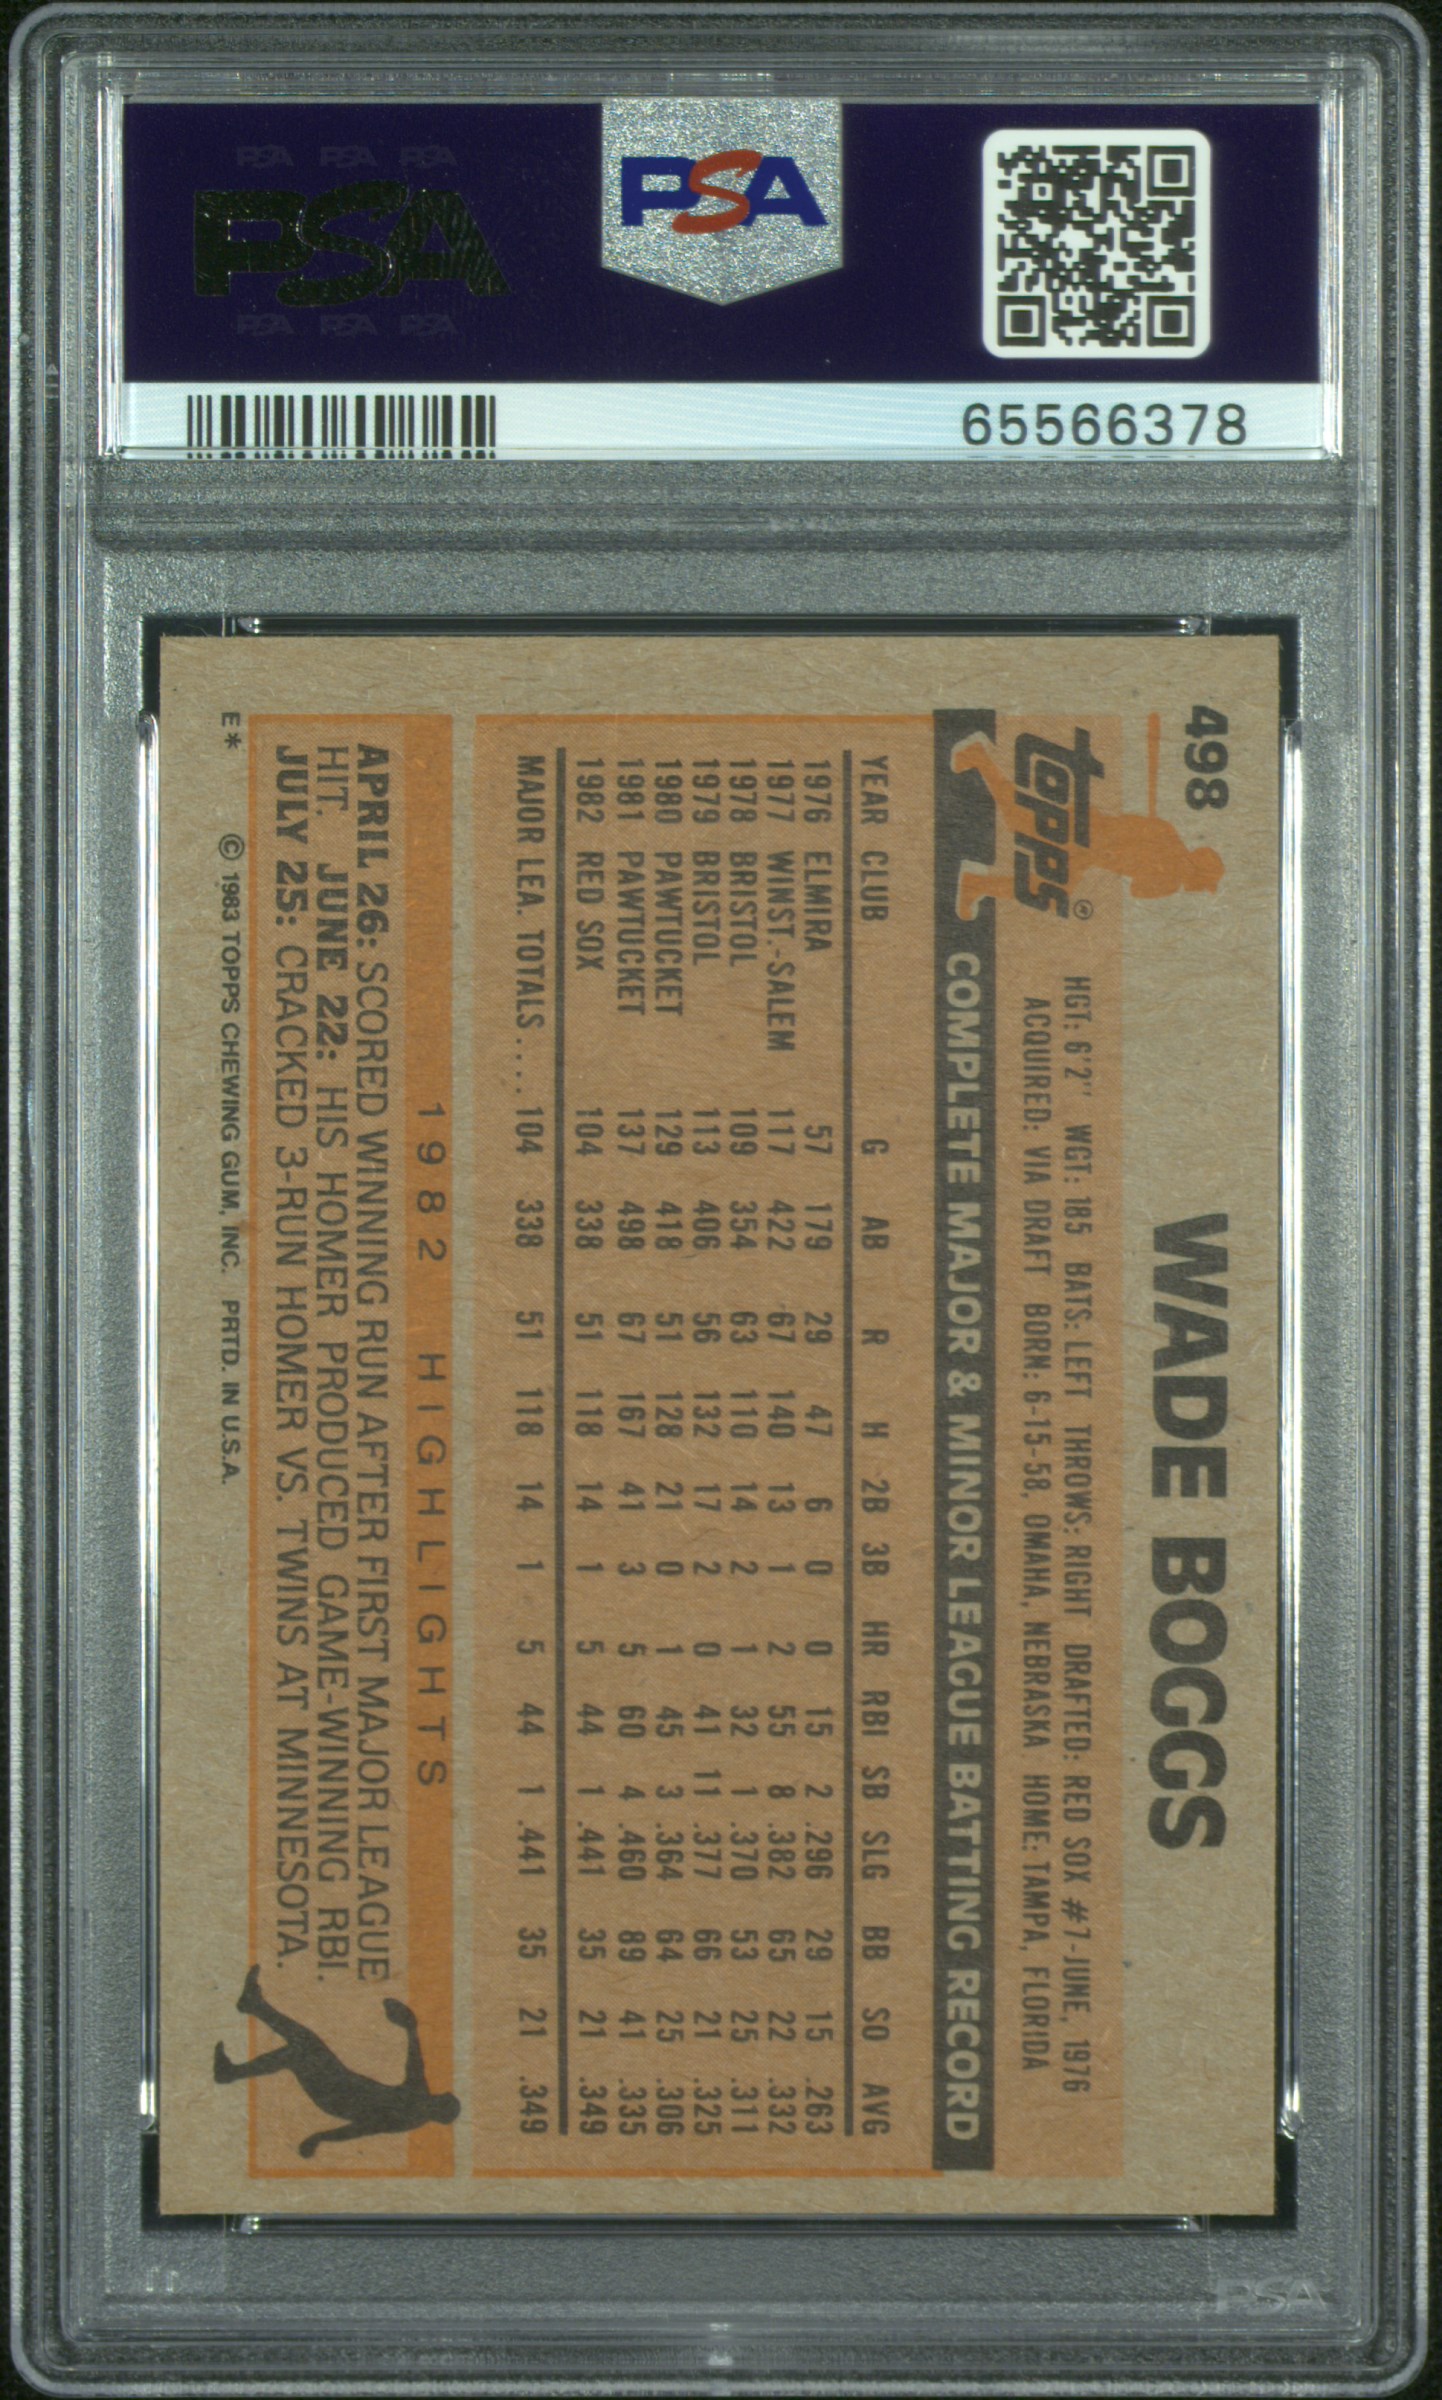 PSA PSA PSA
PSA
PSA PSA PSA
PSA
65566378
498
WADE BOGGS
Topps®
HGT: 6'2" WGT: 185 BATS: LEFT THROWS: RIGHT DRAFTED: RED SOX #7-JUNE, 1976
ACQUIRED: VIA DRAFT BORN: 6-15-58, OMAHA, NEBRASKA HOME: TAMPA, FLORIDA
COMPLETE MAJOR & MINOR LEAGUE BATTING RECORD
YEAR CLUB G AB R H 2B 3B HR RBI SB SLG BB SO AVG
1976 ELMIRA 57 179 29 47 6 0 0 15 2 .296 29 15 .263
1977 WINST.-SALEM 117 422 67 140 13 1 2 55 8 .382 65 22 .332
1978 BRISTOL 109 354 63 110 14 2 1 32 1 .370 53 25 .311
1979 BRISTOL 113 406 56 132 17 2 0 41 11 .377 66 21 .325
1980 PAWTUCKET 129 418 51 128 21 0 1 45 3 .364 64 25 .306
1981 PAWTUCKET 137 498 67 167 41 3 5 60 4 .460 89 41 .335
1982 RED SOX 104 338 51 118 14 1 5 44 1 .441 35 21 .349
MAJOR LEA. TOTALS.... 104 338 51 118 14 1 5 44 1 .441 35 21 .349
1982 HIGHLIGHTS
APRIL 26: SCORED WINNING RUN AFTER FIRST MAJOR LEAGUE
HIT. JUNE 22: HIS HOMER PRODUCED GAME-WINNING RBI.
JULY 25: CRACKED 3-RUN HOMER VS. TWINS AT MINNESOTA.
E* © 1983 TOPPS CHEWING GUM, INC. PRTD. IN U.S.A.
PSA